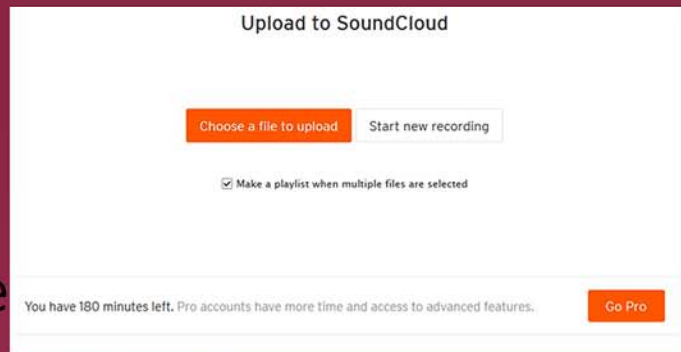 Upload to SoundCloud
Choose a file to upload Start new recording
Make a playlist when multiple files are selected
e
You have 180 minutes left. Pro accounts have more time and access to advanced features. Go Pro